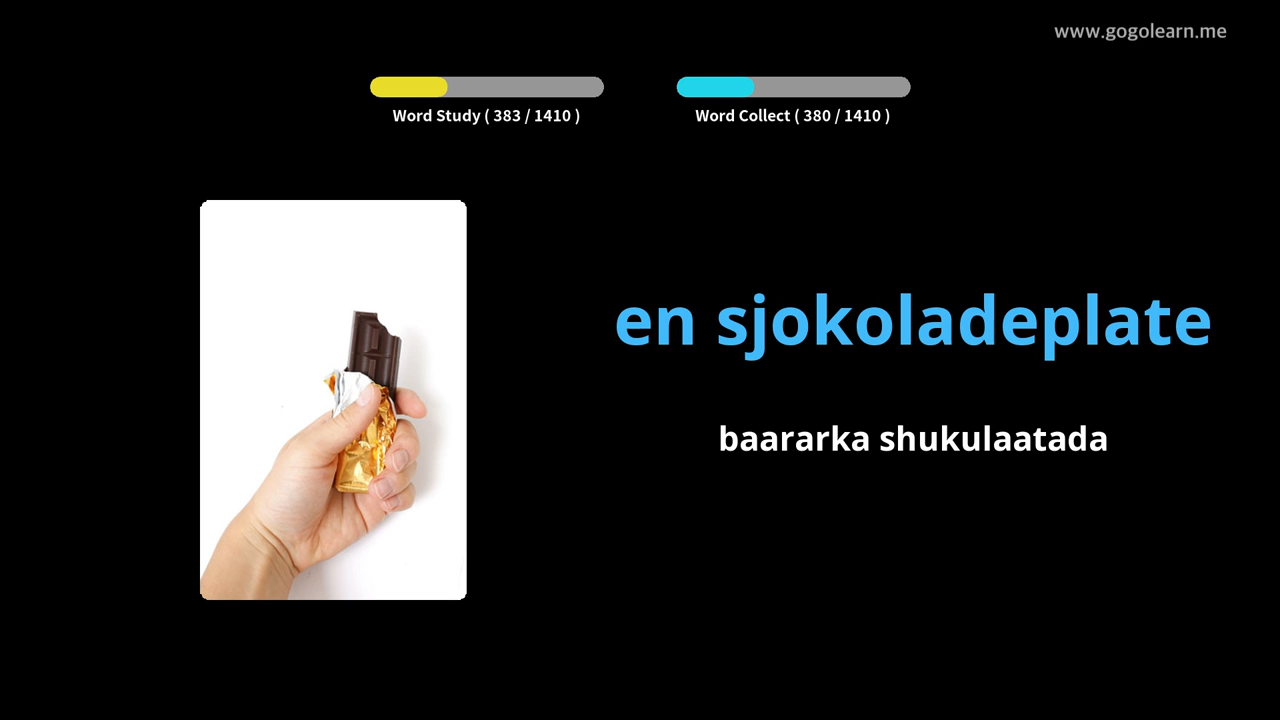 www.gogolearn.me
Word Study ( 383 / 1410 )
Word Collect ( 380 / 1410 )
en sjokoladeplate
baararka shukulaatada